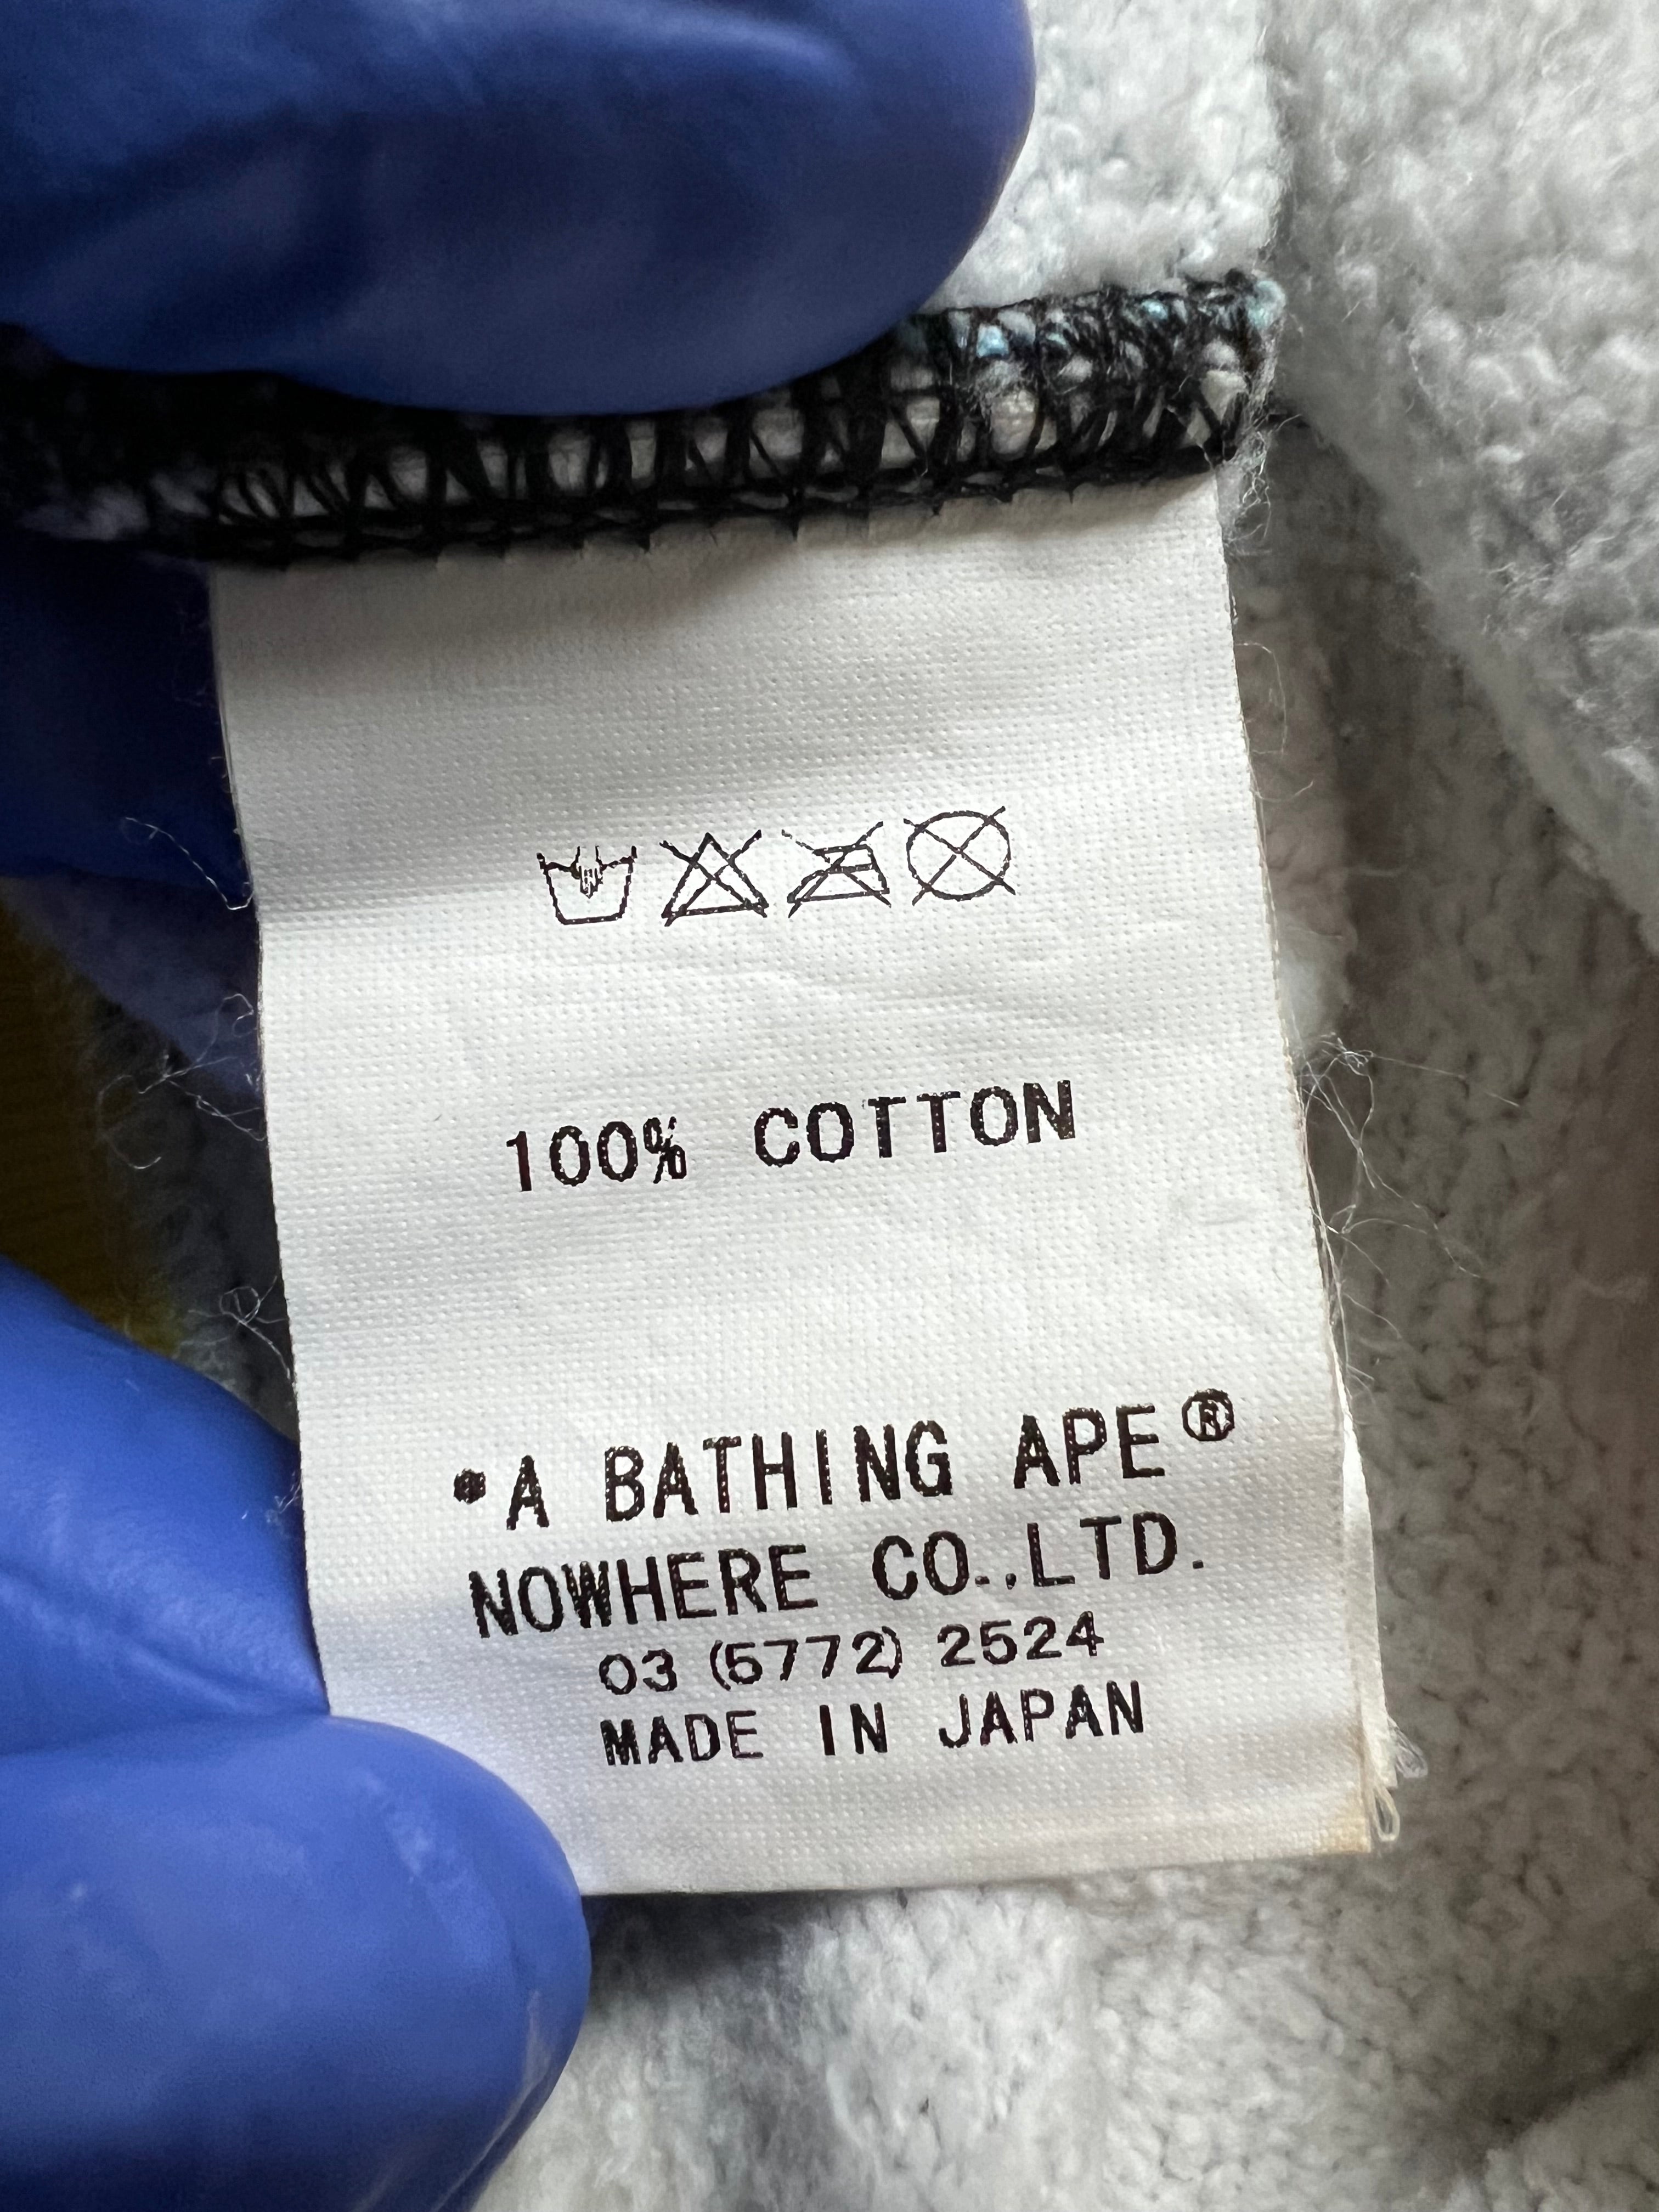 100% COTTON
•A BATHING APE®
NOWHERE CO.,LTD.
03 (5772) 2524
MADE IN JAPAN